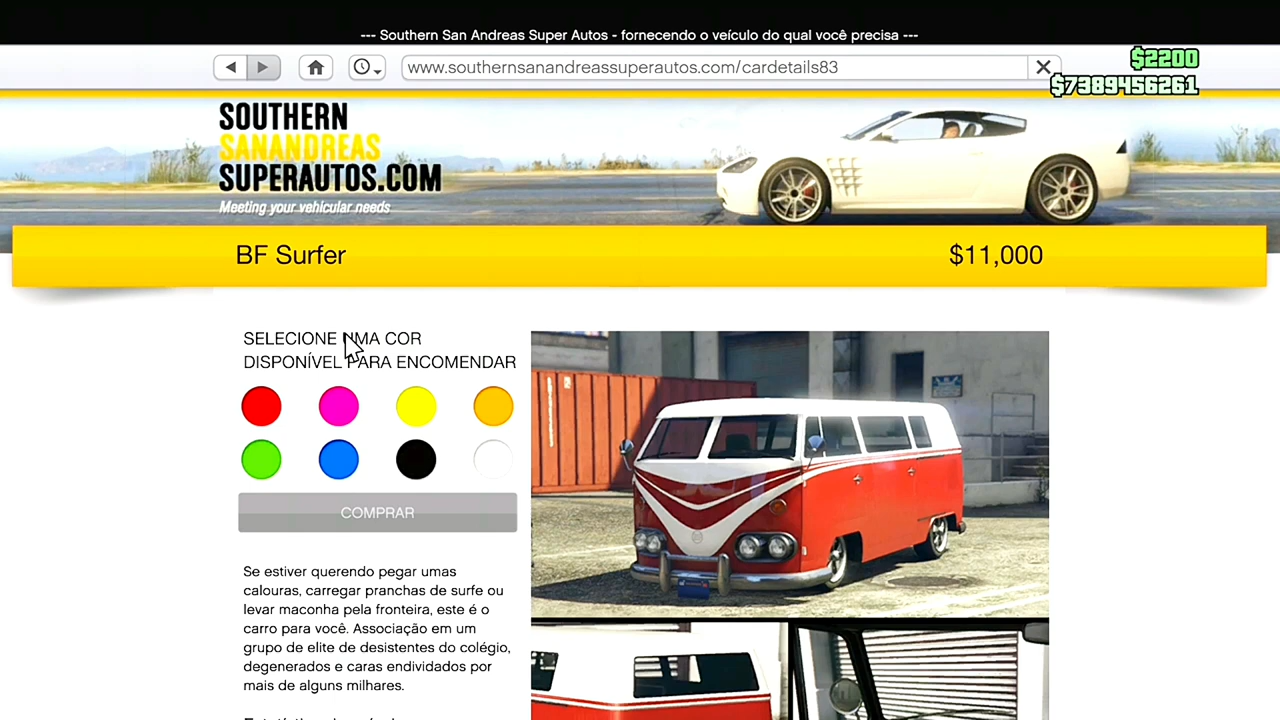 --- Southern San Andreas Super Autos - fornecendo o veículo do qual você precisa ---
www.southernsanandreassuperautos.com/cardetails83
$2200
$7389456261
SOUTHERN
SANANDREAS
SUPERAUTOS.COM
Meeting your vehicular needs
BF Surfer
$11,000
SELECIONE UMA COR
DISPONÍVEL PARA ENCOMENDAR
COMPRAR
Se estiver querendo pegar umas
calouras, carregar pranchas de surfe ou
levar maconha pela fronteira, este é o
carro para você. Associação em um
grupo de elite de desistentes do colégio,
degenerados e caras endividados por
mais de alguns milhares.